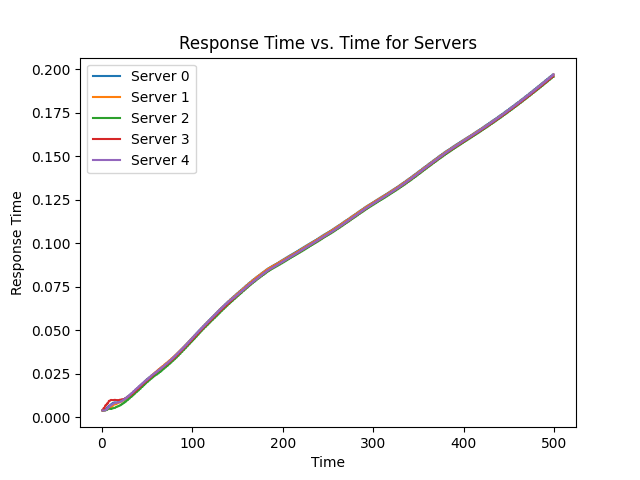 Response Time vs. Time for Servers
Server 0
Server 1
Server 2
Server 3
Server 4
Response Time
0.200
0.175
0.150
0.125
0.100
0.075
0.050
0.025
0.000
0 100 200 300 400 500
Time